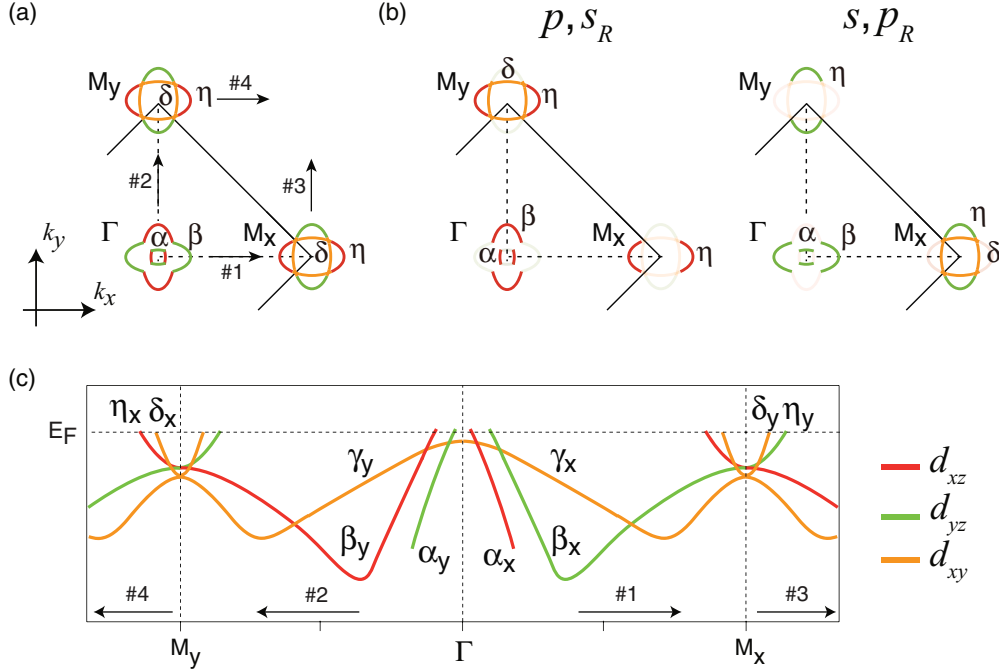 (a)
(b)
p, s_R
s, p_R
M_y
δ
η
#4
#2
#3
Γ
α
β
M_x
δ
η
#1
k_y
k_x
M_y
δ
η
Γ
β
α
M_x
η
M_y
η
Γ
α
β
M_x
η
δ
(c)
E_F
η_x δ_x
γ_y
γ_x
δ_y η_y
β_y
α_y
α_x
β_x
#4
#2
#1
#3
M_y
Γ
M_x
d_xz
d_yz
d_xy